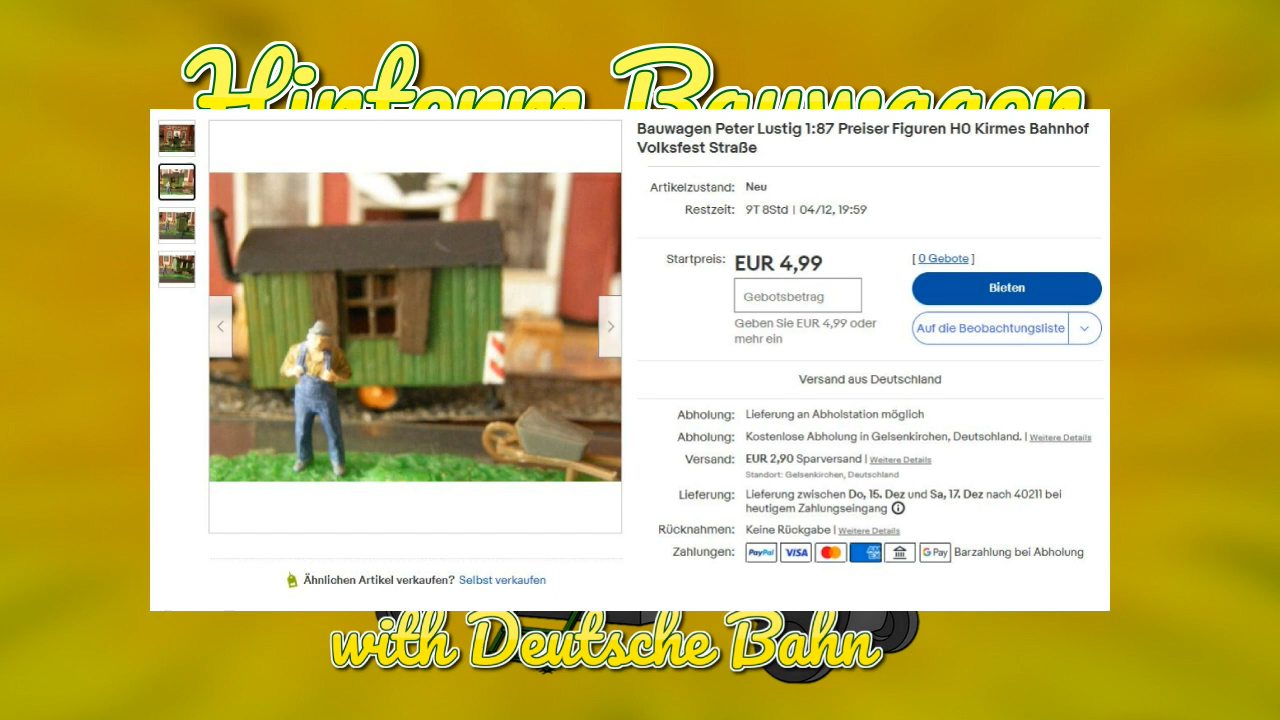 Hinterm Bauwagen
Bauwagen Peter Lustig 1:87 Preiser Figuren H0 Kirmes Bahnhof
Volksfest Straße
Artikelzustand: Neu
Restzeit: 9T 8Std | 04/12, 19:59
Startpreis: EUR 4,99 [ 0 Gebote ]
Gebotsbetrag
Bieten
Geben Sie EUR 4,99 oder
mehr ein
Auf die Beobachtungsliste
Versand aus Deutschland
Abholung: Lieferung an Abholstation möglich
Abholung: Kostenlose Abholung in Gelsenkirchen, Deutschland. | Weitere Details
Versand: EUR 2,90 Sparversand | Weitere Details
Standort: Gelsenkirchen, Deutschland
Lieferung: Lieferung zwischen Do, 15. Dez und Sa, 17. Dez nach 40211 bei
heutigem Zahlungseingang
Rücknahmen: Keine Rückgabe | Weitere Details
Zahlungen: PayPal VISA AM EX G Pay Barzahlung bei Abholung
Ähnlichen Artikel verkaufen? Selbst verkaufen
with Deutsche Bahn